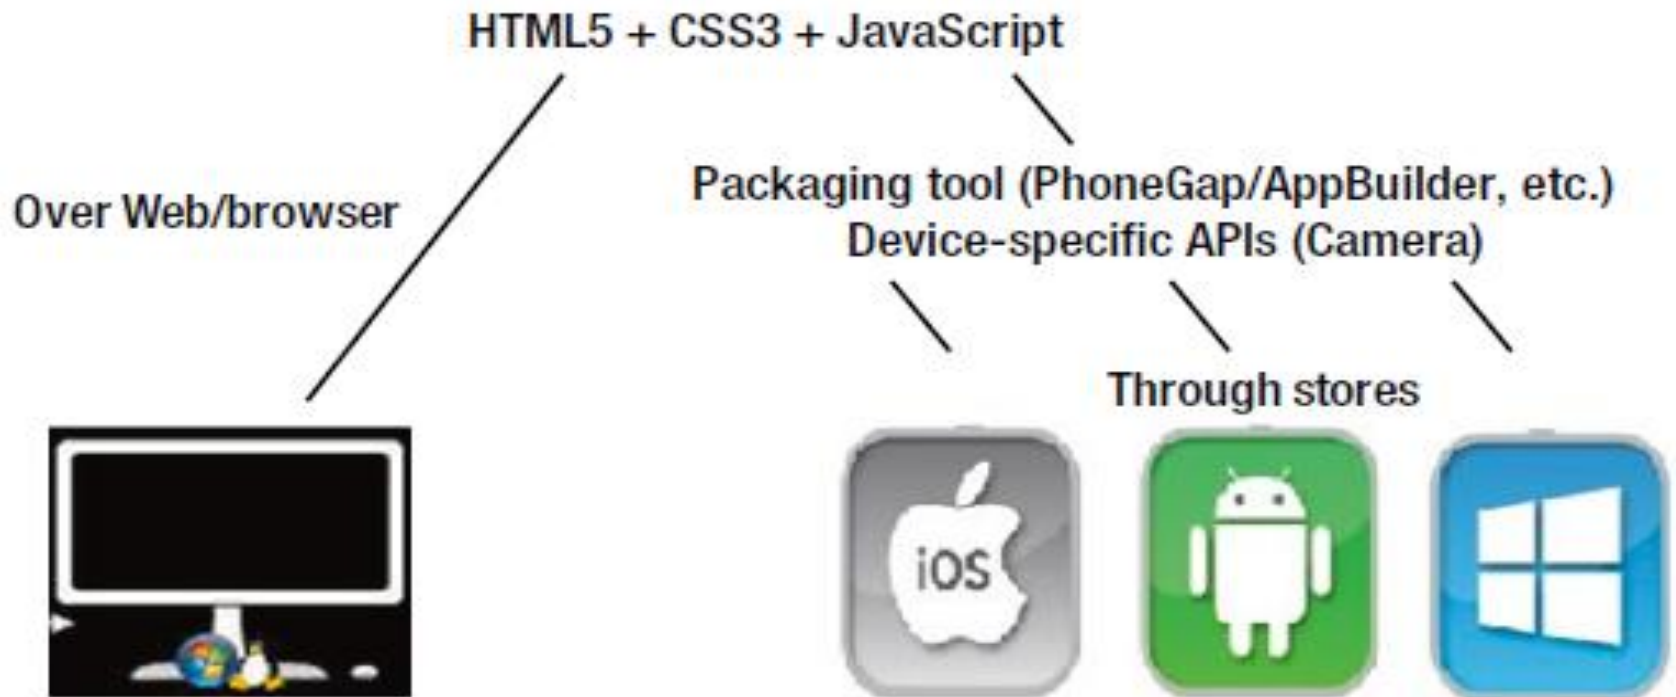 HTML5 + CSS3 + JavaScript
Over Web/browser
Packaging tool (PhoneGap/AppBuilder, etc.)
Device-specific APIs (Camera)
Through stores
iOS